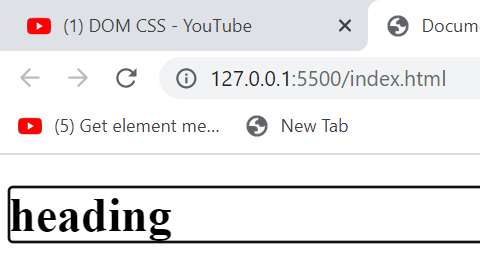 (1) DOM CSS - YouTube
Docum
127.0.0.1:5500/index.html
(5) Get element me...
New Tab
heading